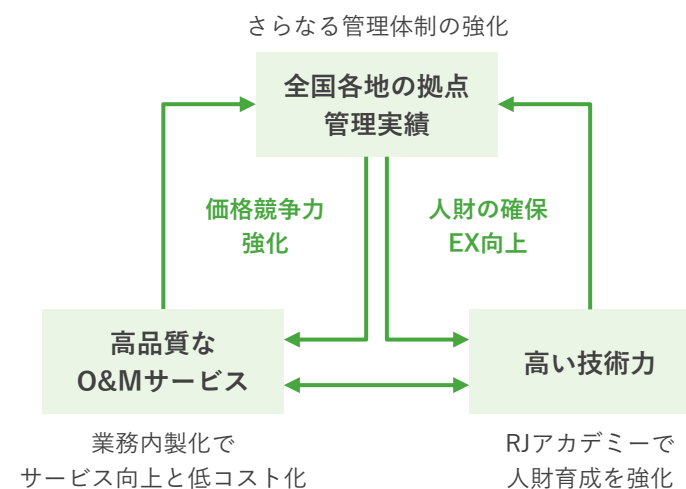 さらなる管理体制の強化
全国各地の拠点
管理実績
価格競争力
強化
人財の確保
EX向上
高品質な
O&Mサービス
高い技術力
業務内製化で
サービス向上と低コスト化
RJアカデミーで
人財育成を強化